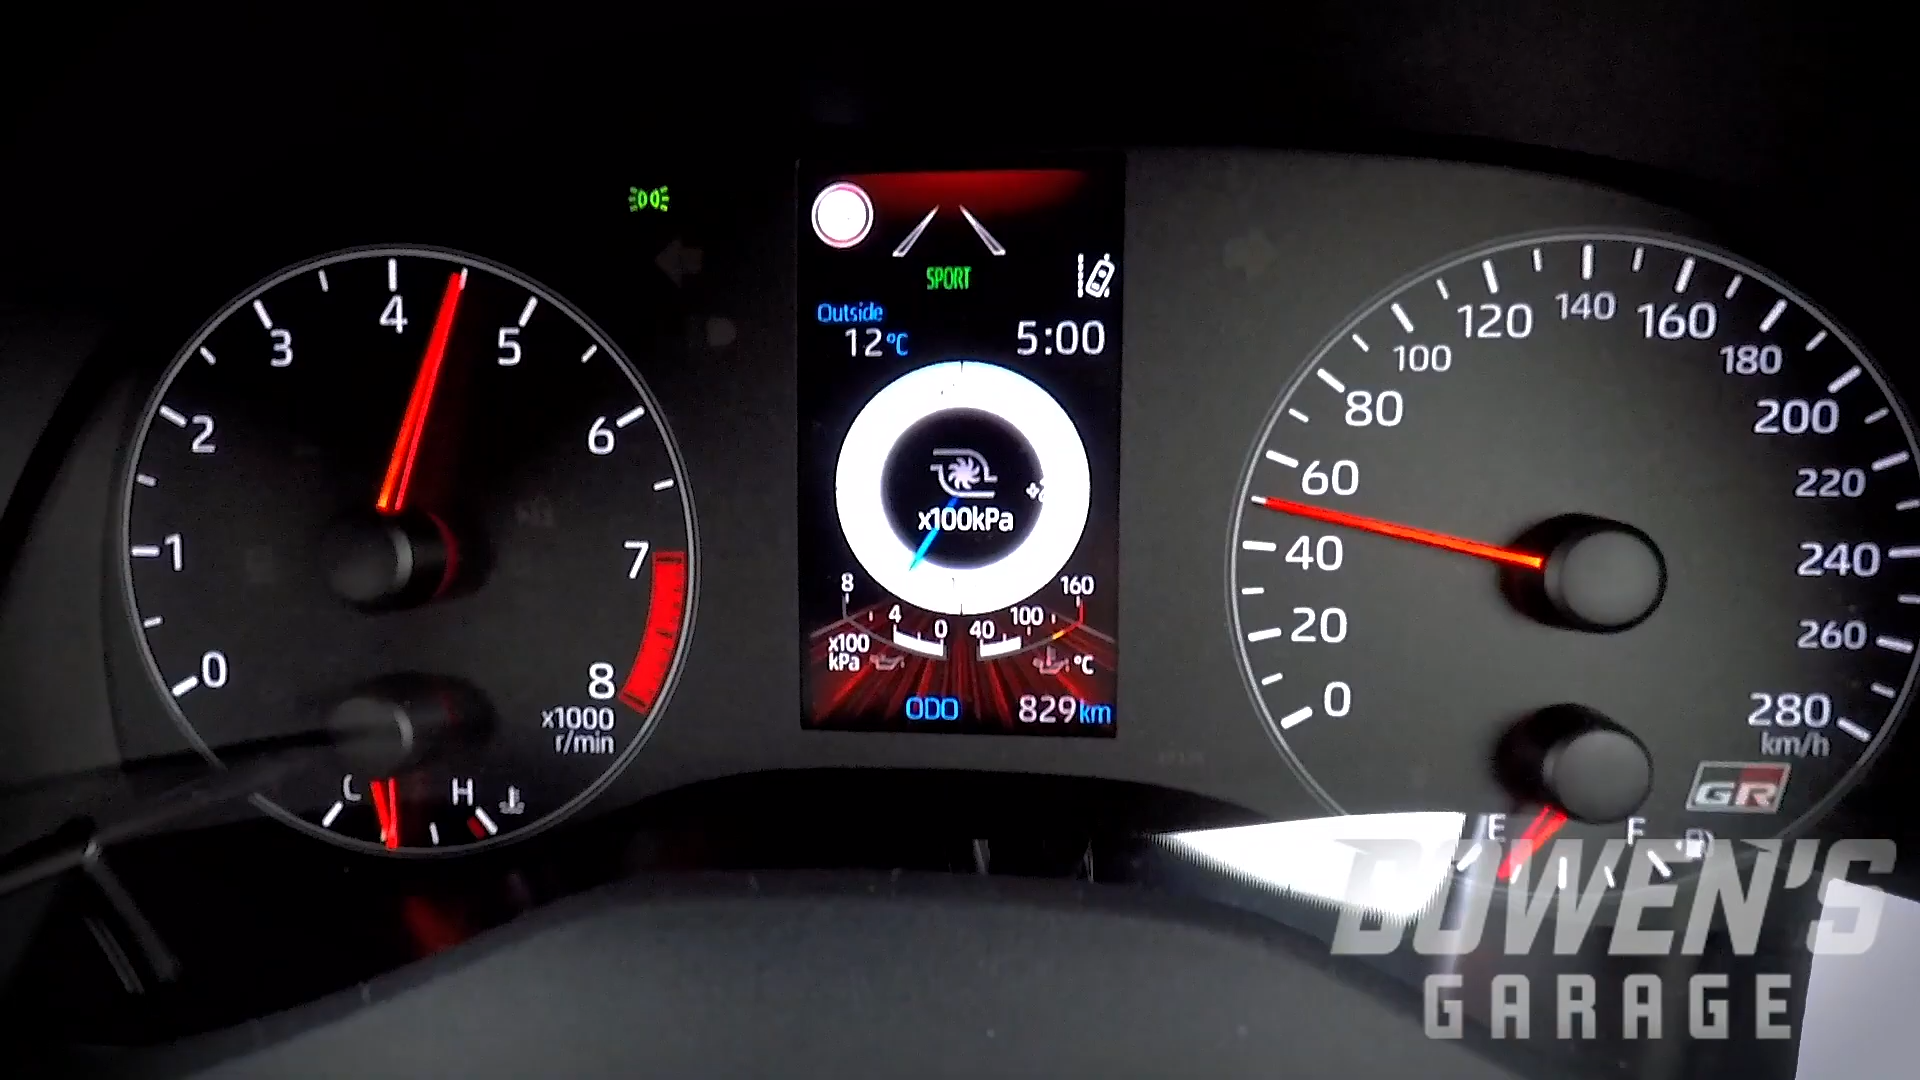 SPORT
Outside
12°C
5:00
x100kPa
8
4
0
x100
kPa
40
100
160
°C
ODO
829km
0
1
2
3
4
5
6
7
8
x1000
r/min
C
H
0
20
40
60
80
100
120
140
160
180
200
220
240
260
280
km/h
GR
E
F
BOWEN'S
GARAGE